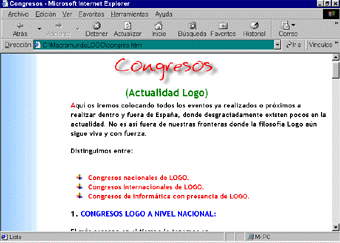 Congresos - Microsoft Internet Explorer
Archivo Edición Ver Favoritos Herramientas Ayuda
Atrás Adelante Detener Actualizar Inicio Búsqueda Favoritos Historial Correo
Dirección C:\MacromundoLOGO\congres.htm Ir a Vínculos
Congresos
(Actualidad Logo)
Aquí os iremos colocando todos los eventos ya realizados o próximos a
realizar dentro y fuera de España, donde desgraciadamente existen pocos en la
actualidad. No es así fuera de nuestras fronteras donde la filosofía Logo aún
sigue viva y con fuerza.
Distinguimos entre:
Congresos nacionales de LOGO.
Congresos Internacionales de LOGO.
Congresos de Informática con presencia de LOGO.
1. CONGRESOS LOGO A NIVEL NACIONAL:
Listo Mi PC